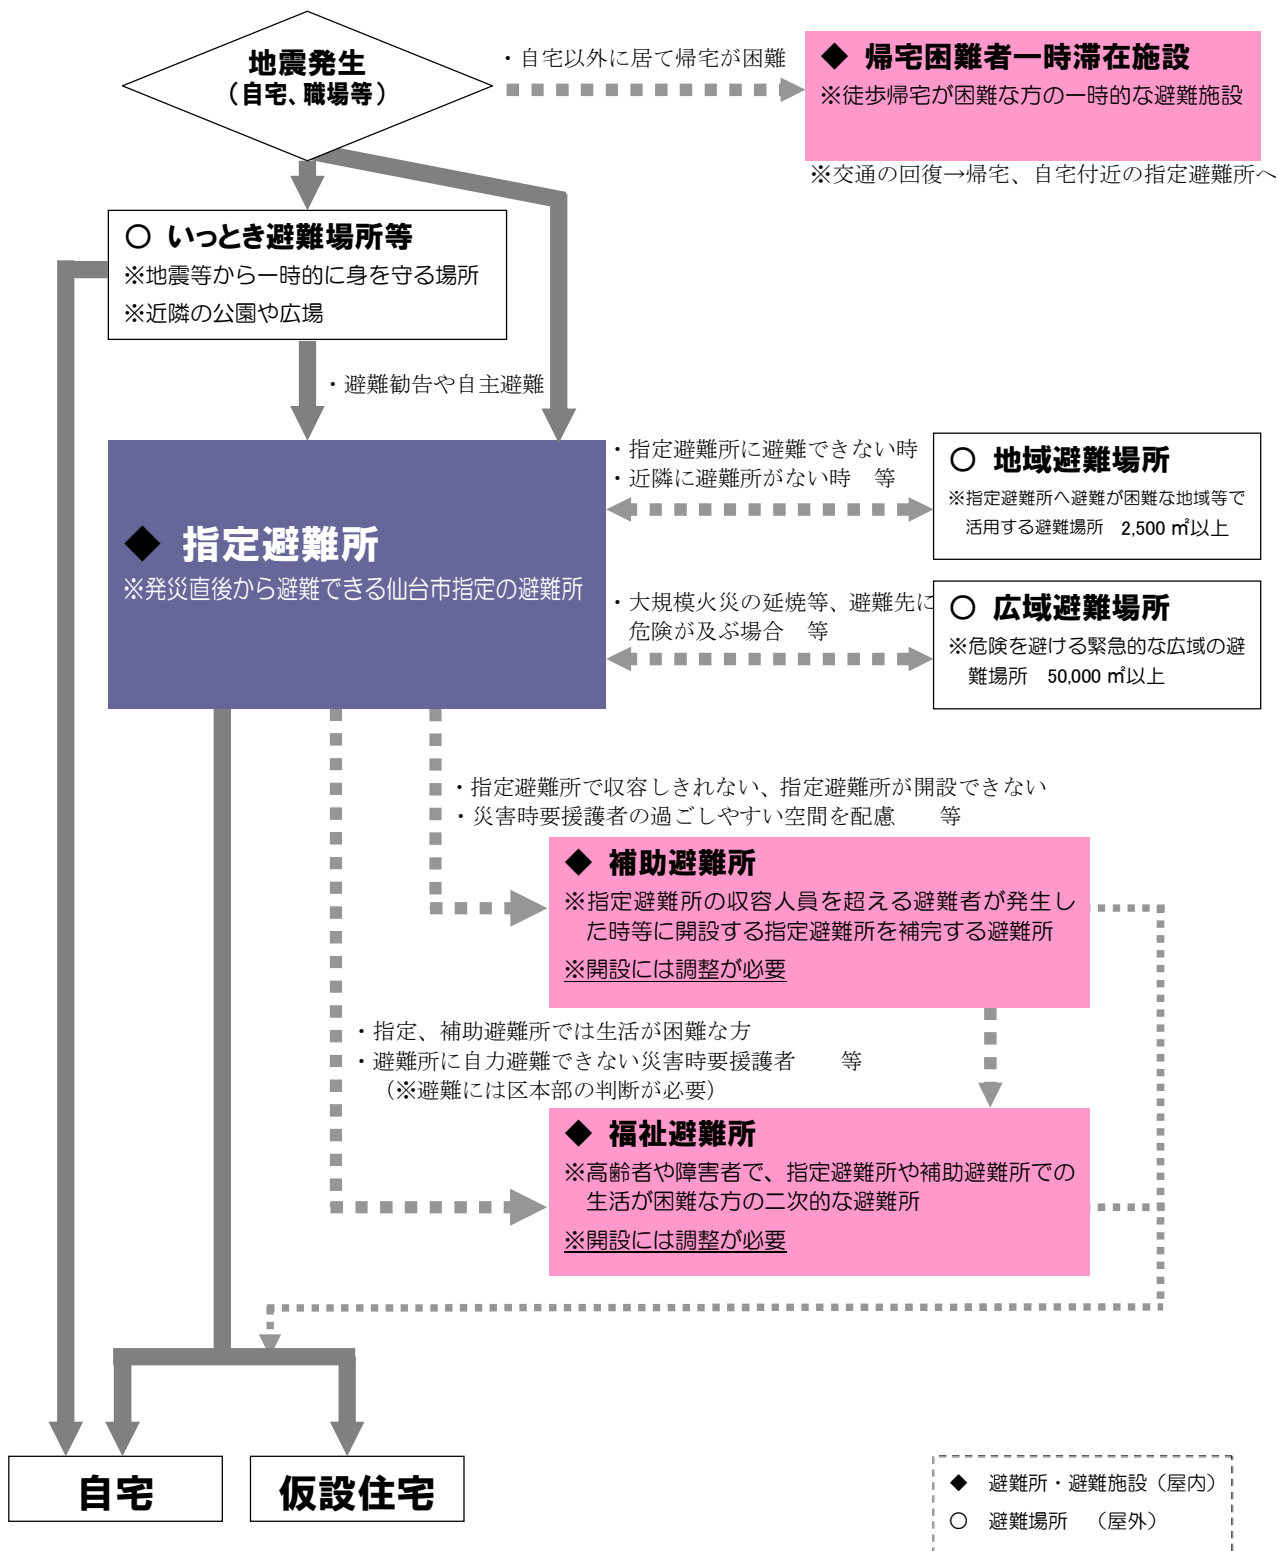 地震発生
（自宅、職場等）
・自宅以外に居て帰宅が困難
◆ 帰宅困難者一時滞在施設
※徒歩帰宅が困難な方の一時的な避難施設
※交通の回復→帰宅、自宅付近の指定避難所へ
○ いっとき避難場所等
※地震等から一時的に身を守る場所
※近隣の公園や広場
・避難勧告や自主避難
◆ 指定避難所
※発災直後から避難できる仙台市指定の避難所
・指定避難所に避難できない時
・近隣に避難所がない時　等
○ 地域避難場所
※指定避難所へ避難が困難な地域等で
活用する避難場所　2,500 ㎡以上
・大規模火災の延焼等、避難先に
危険が及ぶ場合　等
○ 広域避難場所
※危険を避ける緊急的な広域の避
難場所　50,000 ㎡以上
・指定避難所で収容しきれない、指定避難所が開設できない
・災害時要援護者の過ごしやすい空間を配慮　　等
◆ 補助避難所
※指定避難所の収容人員を超える避難者が発生し
た時等に開設する指定避難所を補完する避難所
※開設には調整が必要
・指定、補助避難所では生活が困難な方
・避難所に自力避難できない災害時要援護者　　等
（※避難には区本部の判断が必要）
◆ 福祉避難所
※高齢者や障害者で、指定避難所や補助避難所での
生活が困難な方の二次的な避難所
※開設には調整が必要
自宅
仮設住宅
◆　避難所・避難施設（屋内）
○　避難場所　（屋外）